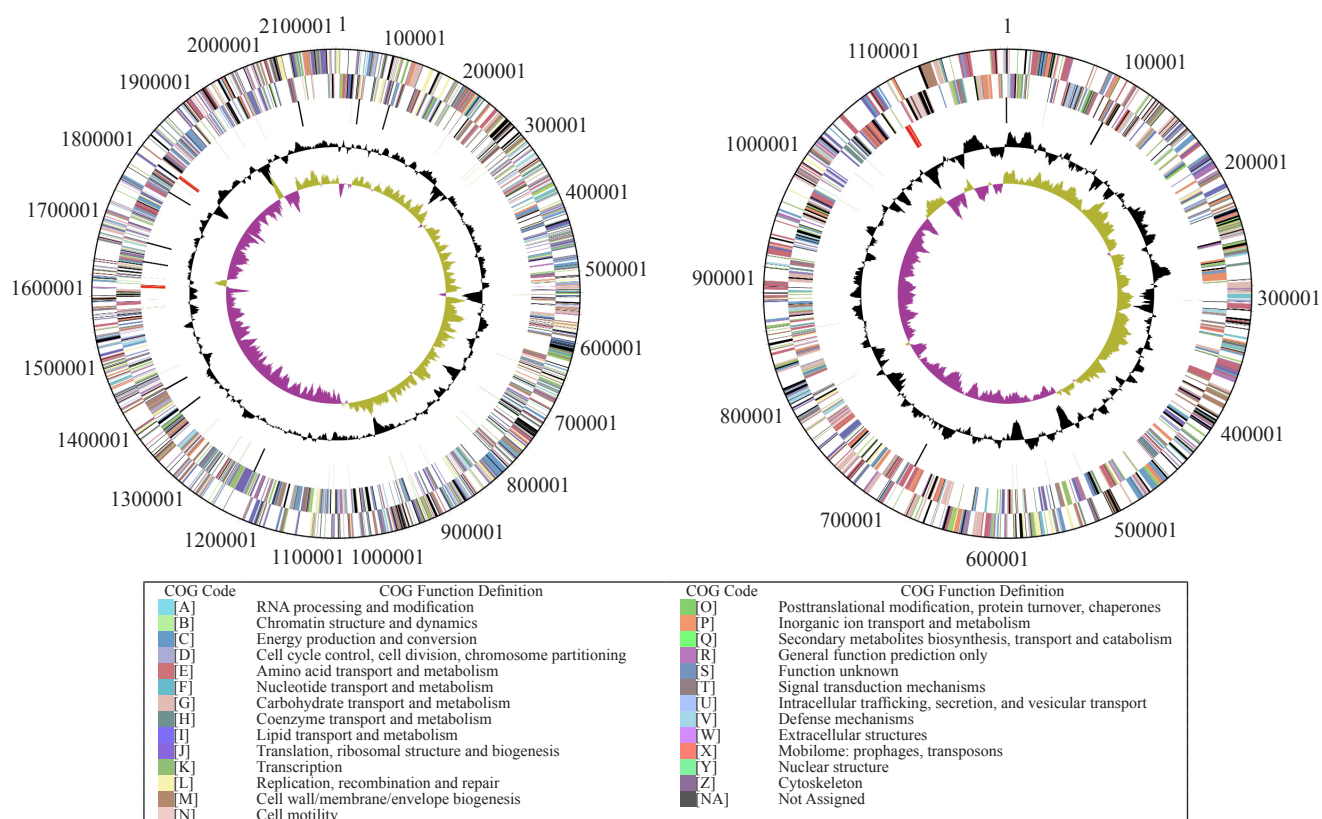 2100001 1
100001
200001
300001
400001
500001
600001
700001
800001
900001
1000001
1100001
1200001
1300001
1400001
1500001
1600001
1700001
1800001
1900001
2000001
1
100001
200001
300001
400001
500001
600001
700001
800001
900001
1000001
1100001
COG Code COG Function Definition COG Code COG Function Definition
[A] RNA processing and modification [O] Posttranslational modification, protein turnover, chaperones
[B] Chromatin structure and dynamics [P] Inorganic ion transport and metabolism
[C] Energy production and conversion [Q] Secondary metabolites biosynthesis, transport and catabolism
[D] Cell cycle control, cell division, chromosome partitioning [R] General function prediction only
[E] Amino acid transport and metabolism [S] Function unknown
[F] Nucleotide transport and metabolism [T] Signal transduction mechanisms
[G] Carbohydrate transport and metabolism [U] Intracellular trafficking, secretion, and vesicular transport
[H] Coenzyme transport and metabolism [V] Defense mechanisms
[I] Lipid transport and metabolism [W] Extracellular structures
[J] Translation, ribosomal structure and biogenesis [X] Mobilome: prophages, transposons
[K] Transcription [Y] Nuclear structure
[L] Replication, recombination and repair [Z] Cytoskeleton
[M] Cell wall/membrane/envelope biogenesis [NA] Not Assigned
[N] Cell motility